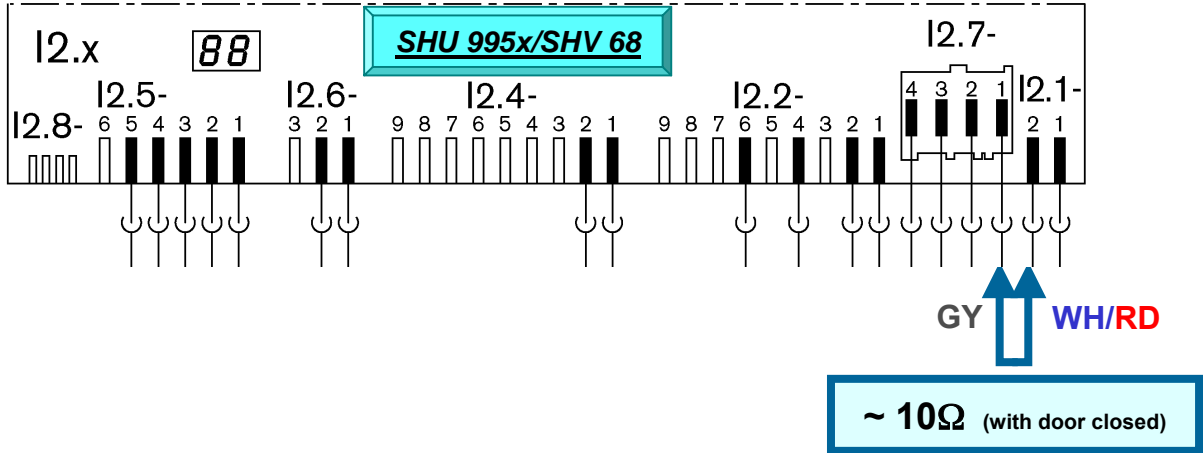 I2.x 88 SHU 995x/SHV 68 I2.7-
I2.8- I2.5- I2.6- I2.4- I2.2- 4 3 2 1 I2.1-
6 5 4 3 2 1 3 2 1 9 8 7 6 5 4 3 2 1 9 8 7 6 5 4 3 2 1 2 1
GY WH/RD
~ 10Ω (with door closed)